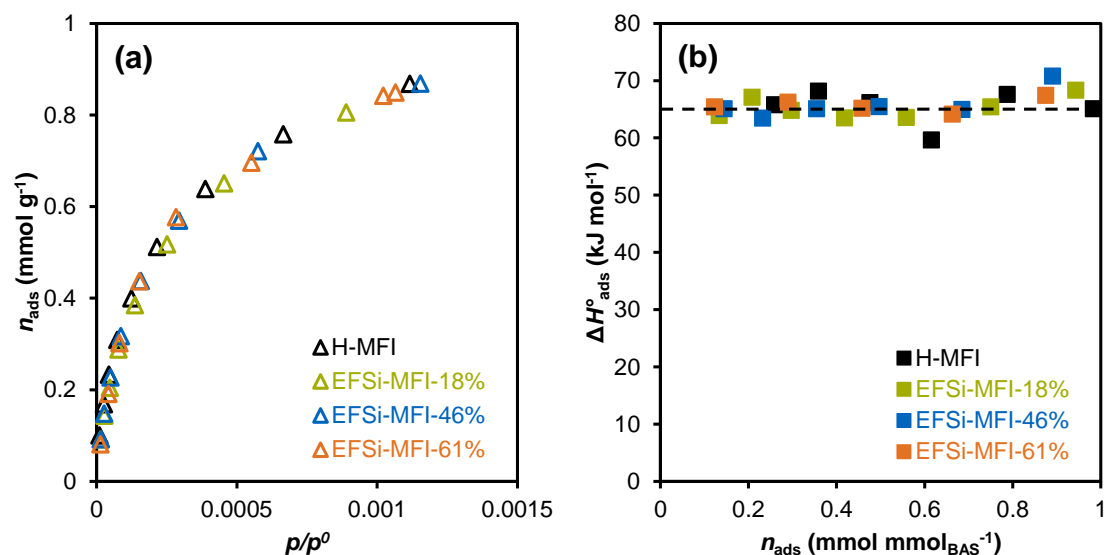 (a)
1
0.8
0.6
0.4
0.2
0
n_ads (mmol g⁻¹)
H-MFI
EFSi-MFI-18%
EFSi-MFI-46%
EFSi-MFI-61%
0 0.0005 0.001 0.0015
p/p⁰
(b)
80
70
60
50
40
30
20
10
0
ΔH°ads (kJ mol⁻¹)
H-MFI
EFSi-MFI-18%
EFSi-MFI-46%
EFSi-MFI-61%
0 0.2 0.4 0.6 0.8 1
n_ads (mmol mmol_BAS⁻¹)